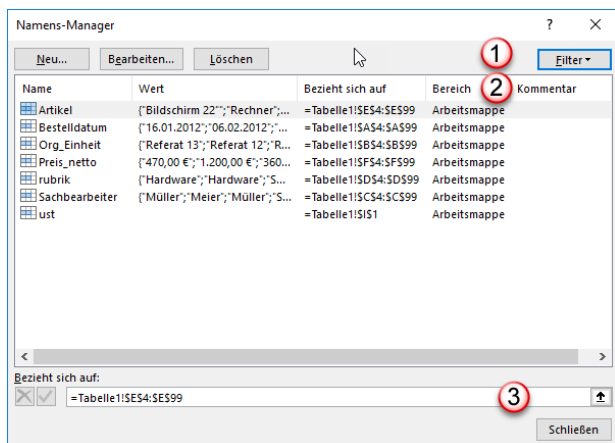 Namens-Manager ? ×
Neu... Bearbeiten... Löschen 1 Filter
Name Wert Bezieht sich auf Bereich 2 Kommentar
Artikel {"Bildschirm 22"";"Rechner";... =Tabelle1!$E$4:$E$99 Arbeitsmappe
Bestelldatum {"16.01.2012";"06.02.2012";"... =Tabelle1!$A$4:$A$99 Arbeitsmappe
Org_Einheit {"Referat 13";"Referat 12";"R... =Tabelle1!$B$4:$B$99 Arbeitsmappe
Preis_netto {"470,00 €";"1.200,00 €";"360... =Tabelle1!$F$4:$F$99 Arbeitsmappe
rubrik {"Hardware";"Hardware";"S... =Tabelle1!$D$4:$D$99 Arbeitsmappe
Sachbearbeiter {"Müller";"Meier";"Müller";"S... =Tabelle1!$C$4:$C$99 Arbeitsmappe
ust =Tabelle1!$I$1 Arbeitsmappe
Bezieht sich auf:
=Tabelle1!$E$4:$E$99 3
Schließen